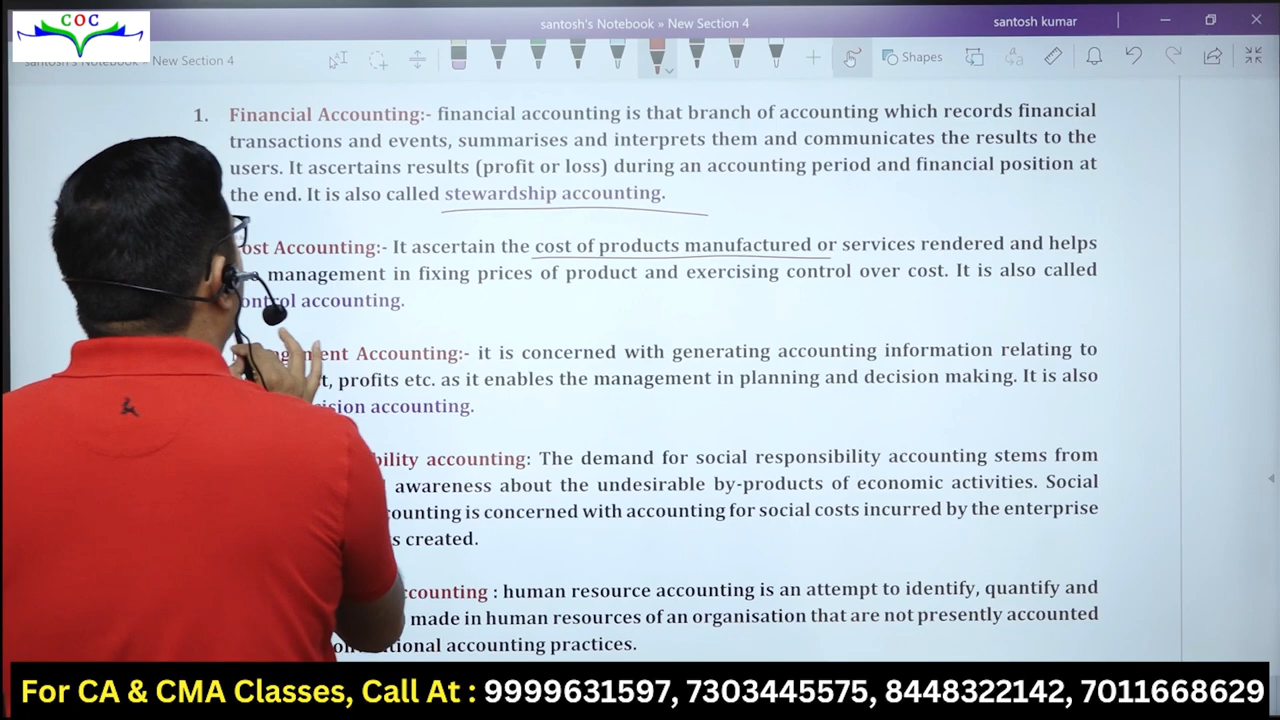 COC
santosh's Notebook » New Section 4
santosh kumar
santosh's Notebook » New Section 4
Shapes
1. Financial Accounting:- financial accounting is that branch of accounting which records financial
transactions and events, summarises and interprets them and communicates the results to the
users. It ascertains results (profit or loss) during an accounting period and financial position at
the end. It is also called stewardship accounting.
ost Accounting:- It ascertain the cost of products manufactured or services rendered and helps
management in fixing prices of product and exercising control over cost. It is also called
control accounting.
Management Accounting:- it is concerned with generating accounting information relating to
t, profits etc. as it enables the management in planning and decision making. It is also
ision accounting.
bility accounting: The demand for social responsibility accounting stems from
awareness about the undesirable by-products of economic activities. Social
ounting is concerned with accounting for social costs incurred by the enterprise
s created.
ccounting : human resource accounting is an attempt to identify, quantify and
made in human resources of an organisation that are not presently accounted
tional accounting practices.
For CA & CMA Classes, Call At : 9999631597, 7303445575, 8448322142, 7011668629